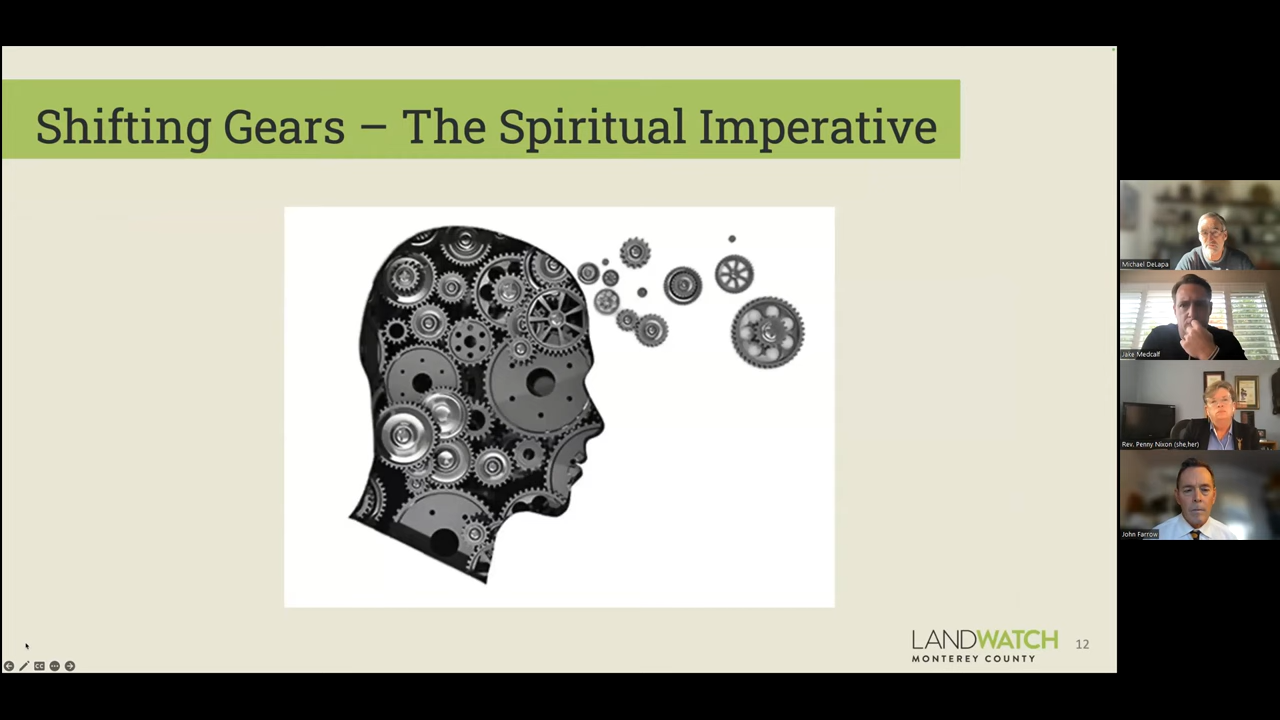 Shifting Gears – The Spiritual Imperative
Michael DeLapa
Jake Medcalf
Rev. Penny Nixon (she,her)
John Farrow
LANDWATCH
MONTEREY COUNTY
12